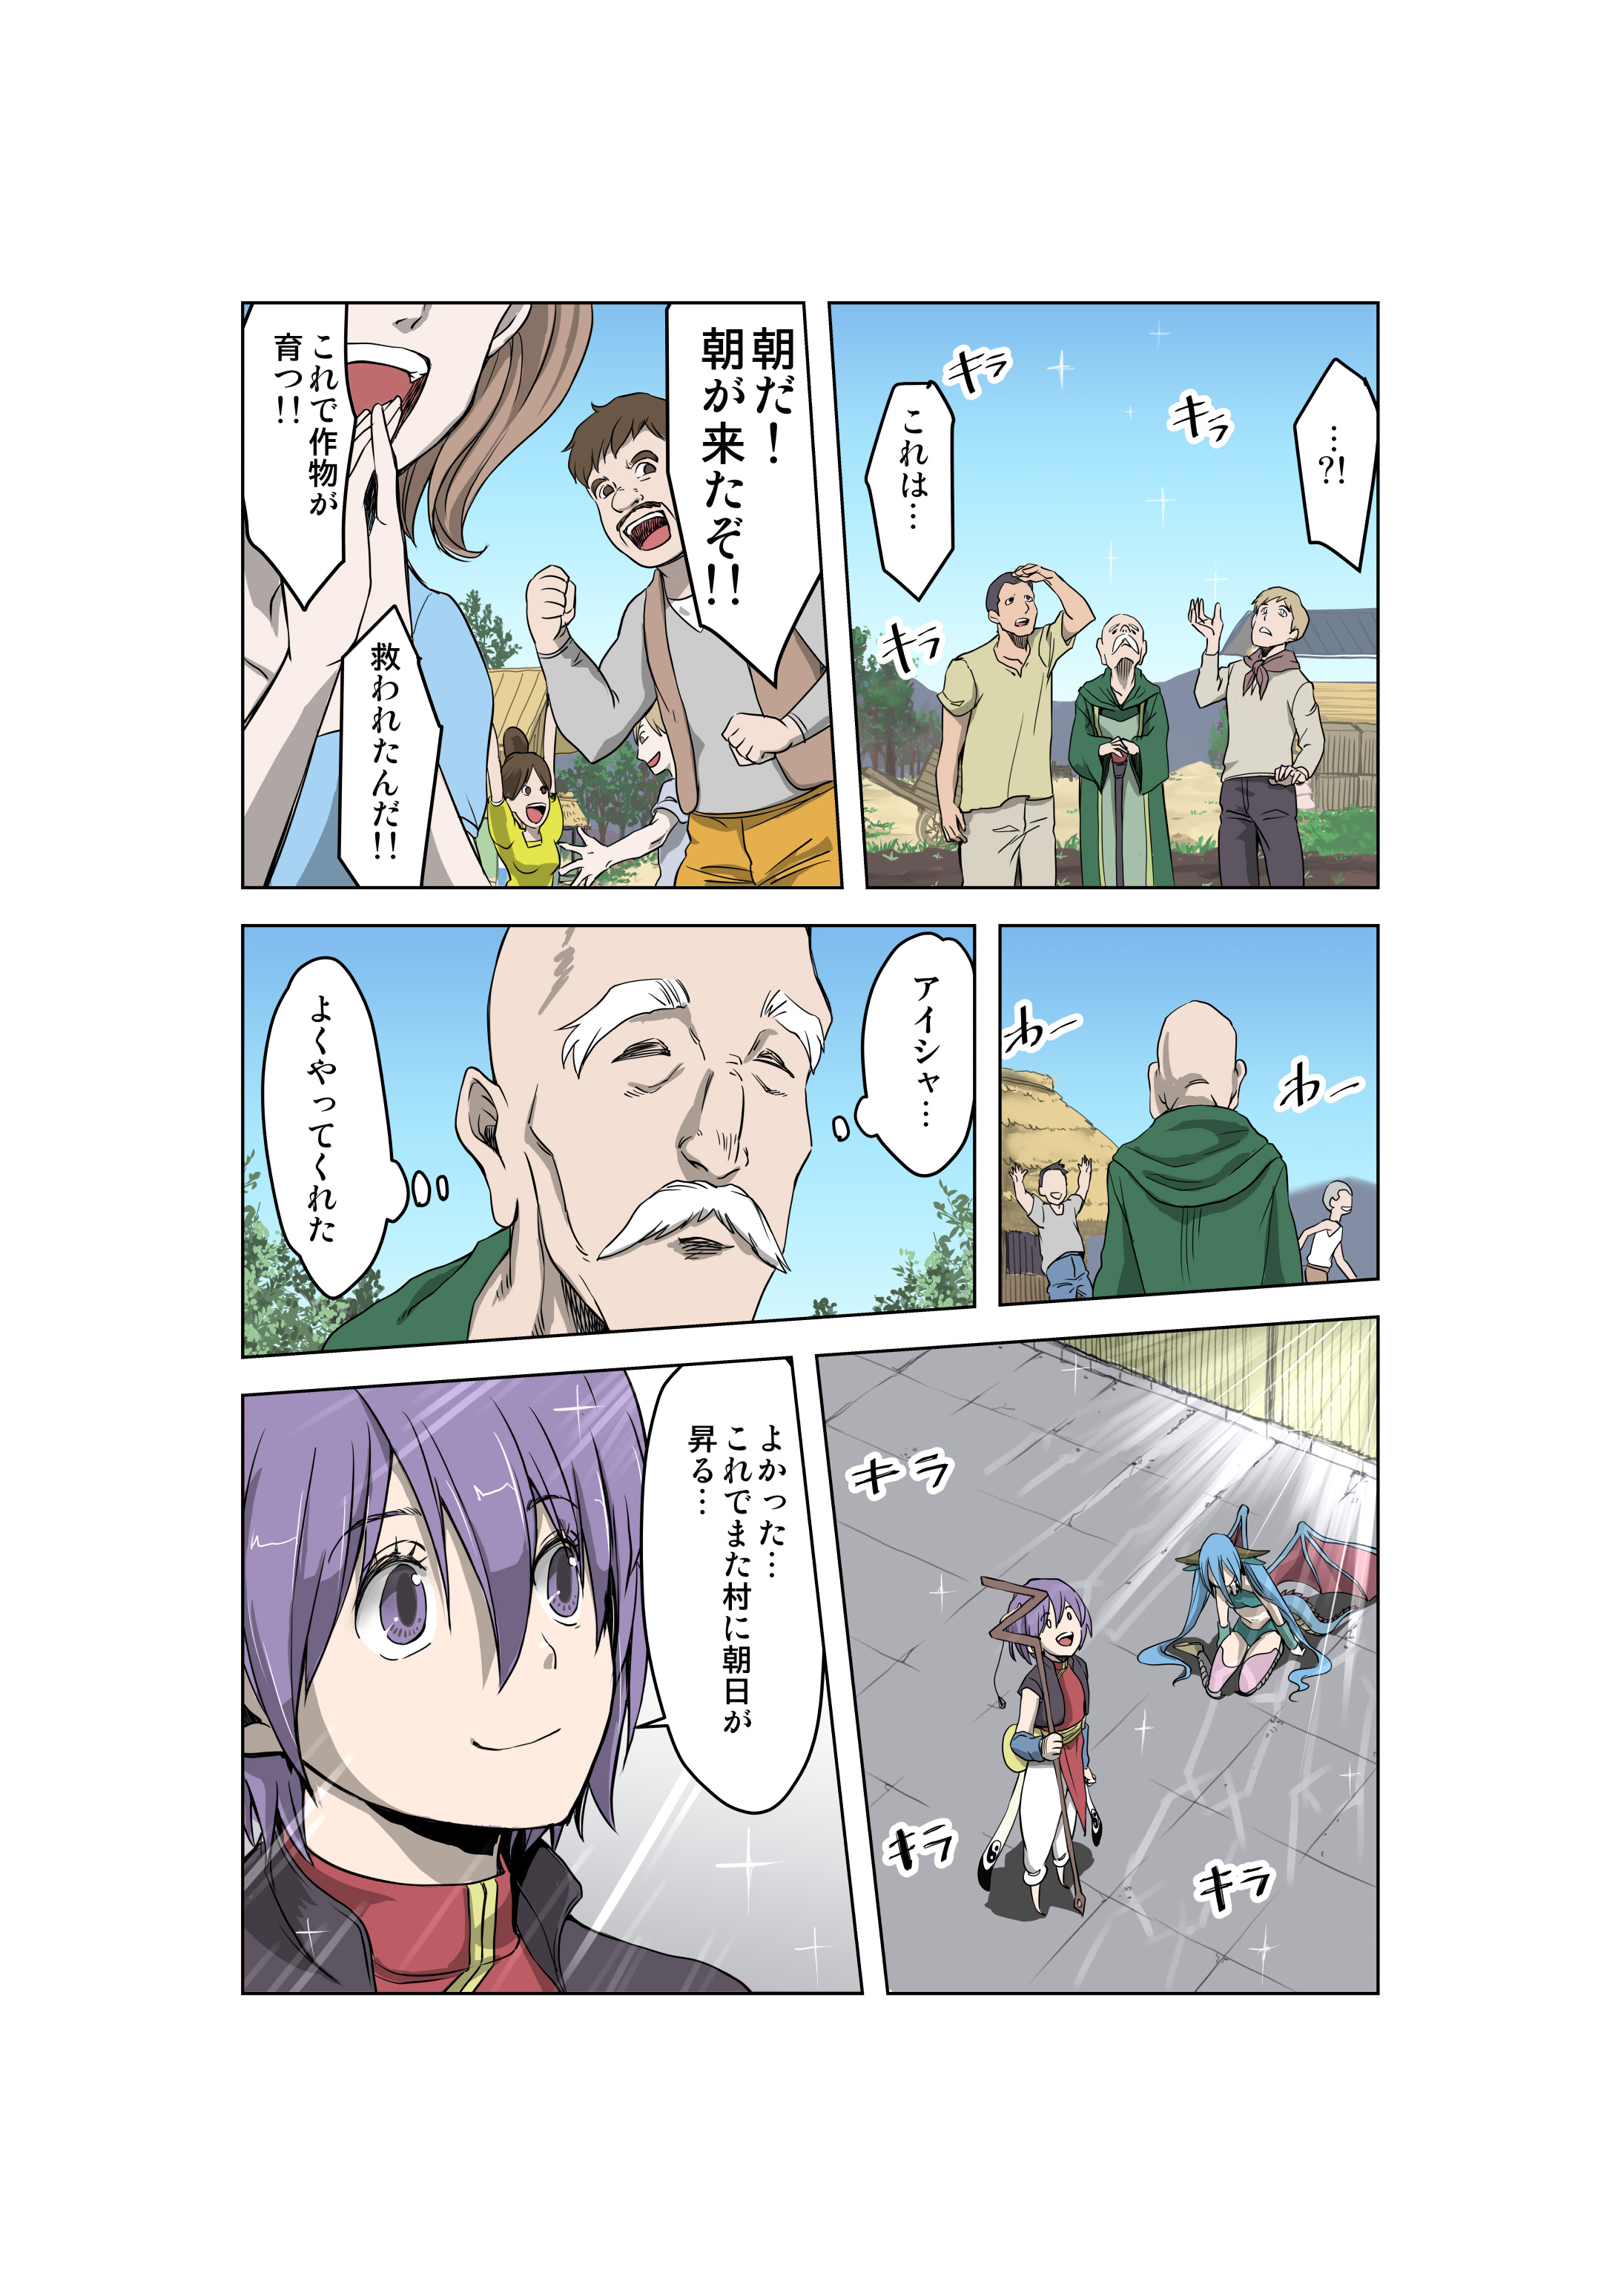 …?!
キラ
キラ
これは…
キラ
朝だ!
朝が来たぞ!!
これで作物が
育つ!!
救われたんだ!!
わー
わー
アイシャ…
よくやってくれた
キラ
キラ
キラ
よかった…
これでまた村に朝日が
昇る…